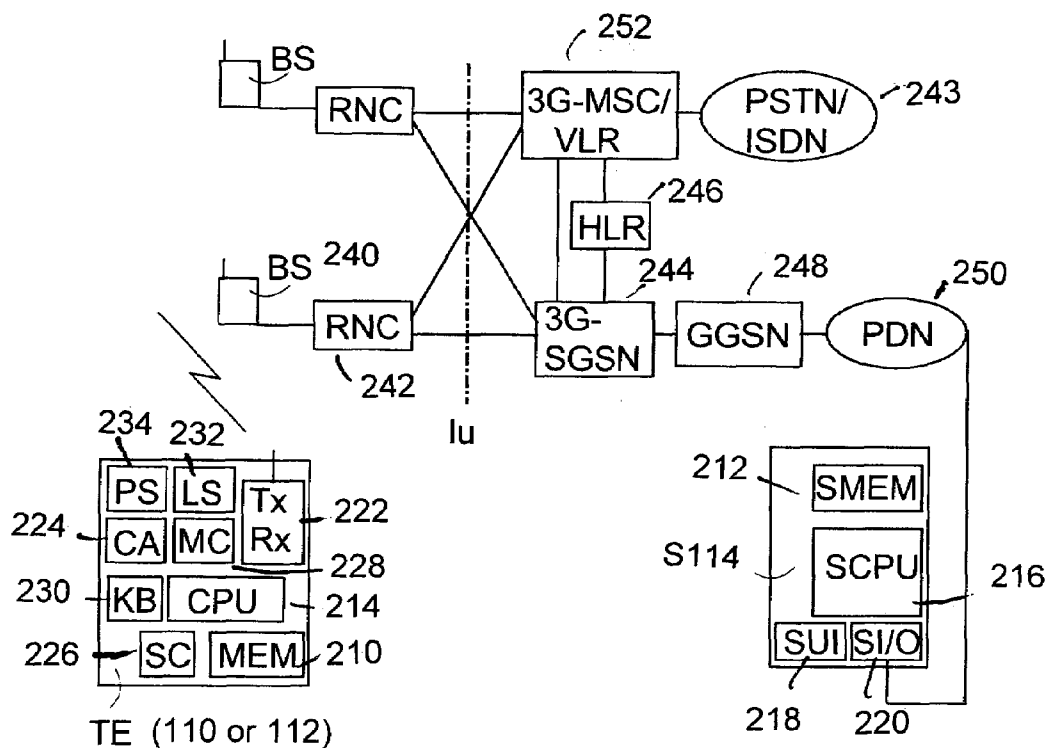 252
BS
RNC
3G-MSC/
VLR
PSTN/
ISDN
243
246
HLR
BS
240
244
248
250
RNC
3G-
SGSN
GGSN
PDN
242
Iu
234
232
PS
LS
Tx
Rx
222
224
CA
MC
228
230
KB
CPU
214
226
SC
MEM
210
TE (110 or 112)
212
SMEM
S114
SCPU
216
SUI
SI/O
218
220